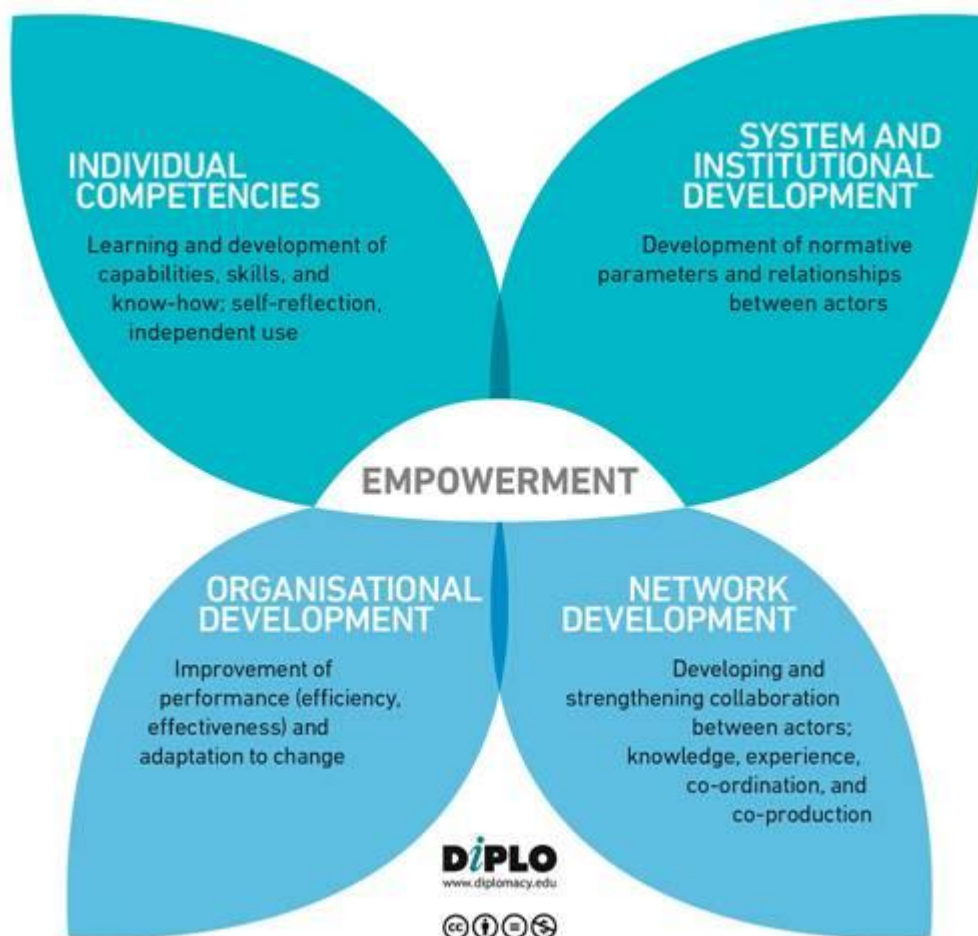 INDIVIDUAL
COMPETENCIES
Learning and development of
capabilities, skills, and
know-how; self-reflection,
independent use
SYSTEM AND
INSTITUTIONAL
DEVELOPMENT
Development of normative
parameters and relationships
between actors
EMPOWERMENT
ORGANISATIONAL
DEVELOPMENT
Improvement of
performance (efficiency,
effectiveness) and
adaptation to change
NETWORK
DEVELOPMENT
Developing and
strengthening collaboration
between actors;
knowledge, experience,
co-ordination, and
co-production
DiPLO
www.diplomacy.edu
cc